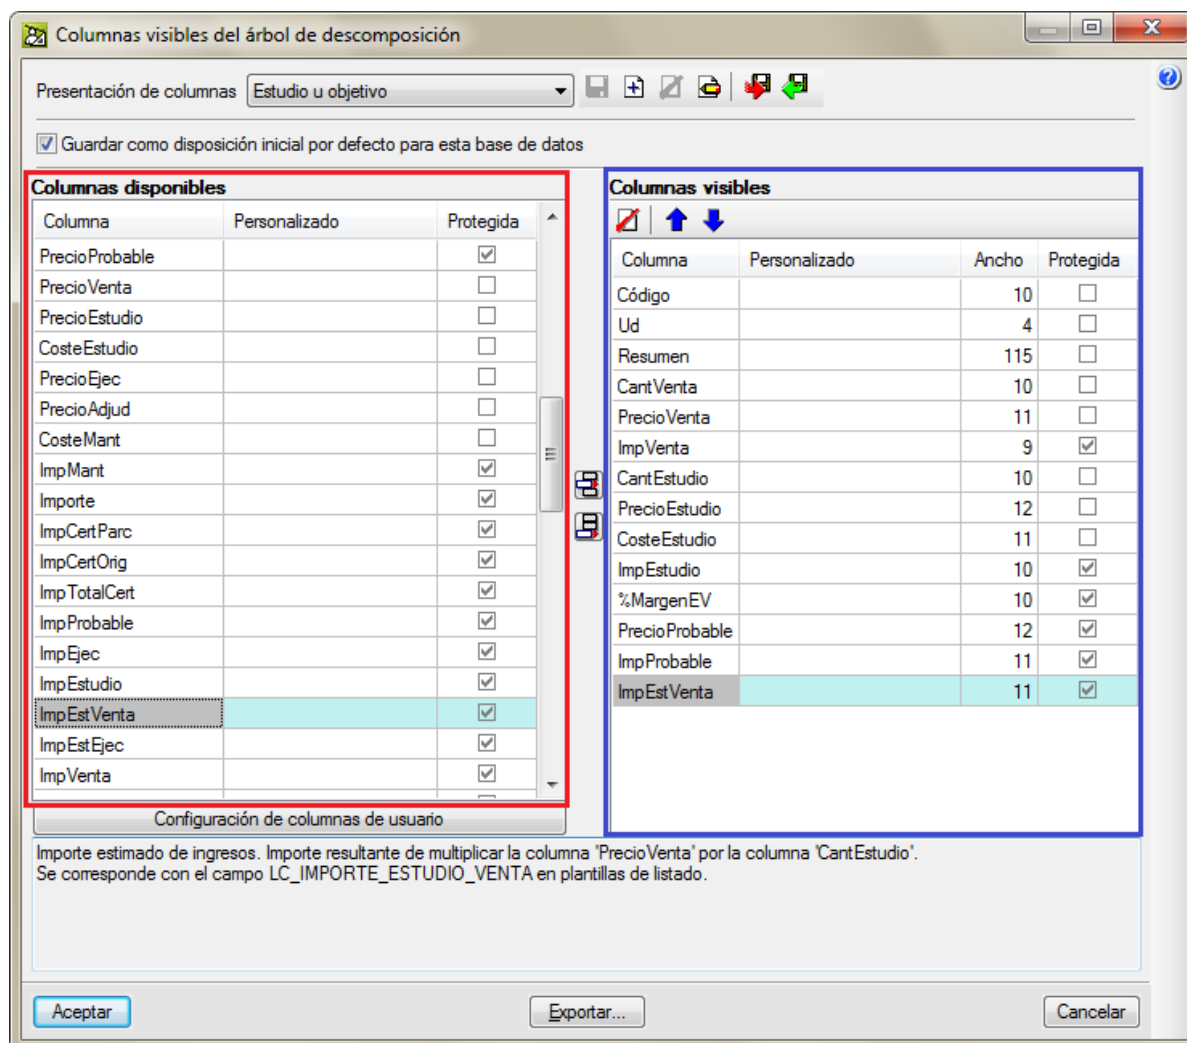 Columnas visibles del árbol de descomposición
Presentación de columnas Estudio u objetivo
Guardar como disposición inicial por defecto para esta base de datos
Columnas disponibles
Columna Personalizado Protegida
PrecioProbable
PrecioVenta
PrecioEstudio
CosteEstudio
PrecioEjec
PrecioAdjud
CosteMant
ImpMant
Importe
ImpCertParc
ImpCertOrig
ImpTotalCert
ImpProbable
ImpEjec
ImpEstudio
ImpEstVenta
ImpEstEjec
ImpVenta
Configuración de columnas de usuario
Columnas visibles
Columna Personalizado Ancho Protegida
Código 10
Ud 4
Resumen 115
CantVenta 10
PrecioVenta 11
ImpVenta 9
CantEstudio 10
PrecioEstudio 12
CosteEstudio 11
ImpEstudio 10
%MargenEV 10
PrecioProbable 12
ImpProbable 11
ImpEstVenta 11
Importe estimado de ingresos. Importe resultante de multiplicar la columna 'PrecioVenta' por la columna 'CantEstudio'.
Se corresponde con el campo LC_IMPORTE_ESTUDIO_VENTA en plantillas de listado.
Aceptar Exportar... Cancelar